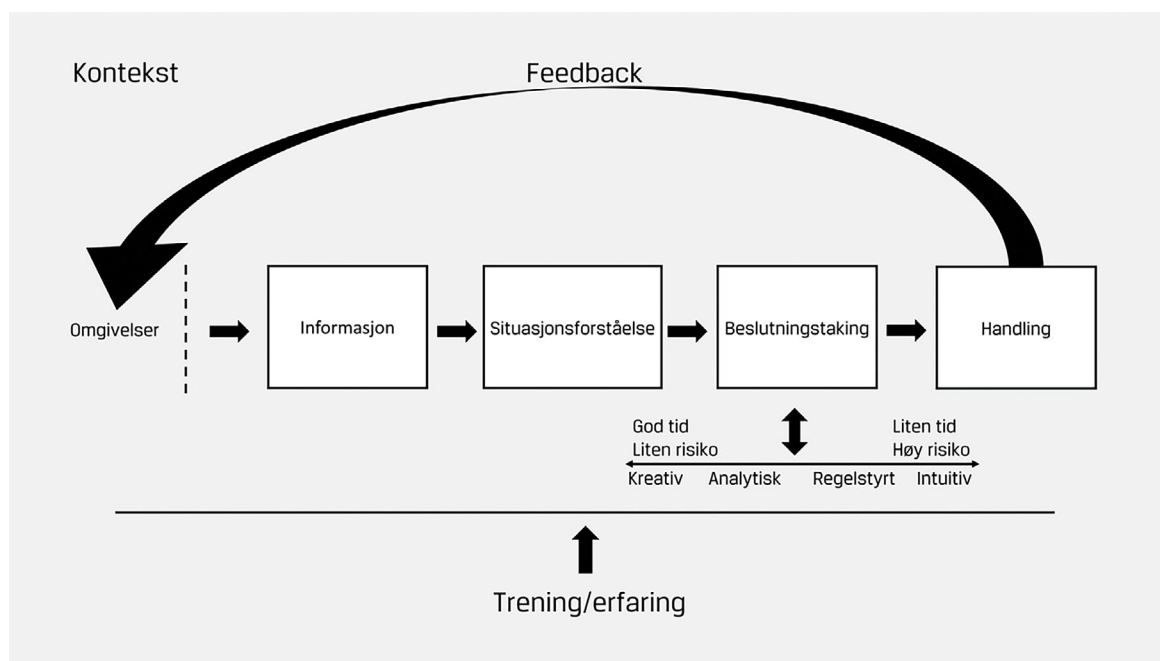 Kontekst
Feedback
Omgivelser
Informasjon
Situasjonsforståelse
Beslutningstaking
Handling
God tid
Liten risiko
Liten tid
Høy risiko
Kreativ
Analytisk
Regelstyrt
Intuitiv
Trening/erfaring